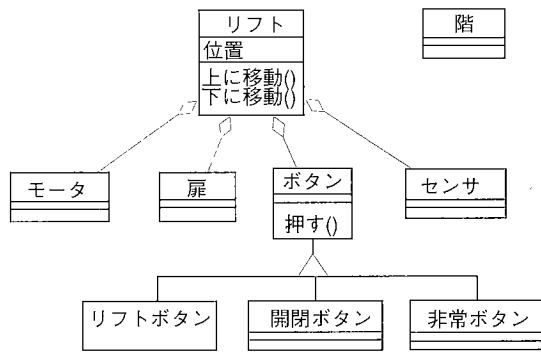 リフト
階
位置
上に移動()
下に移動()
モータ
扉
ボタン
センサ
押す()
リフトボタン
開閉ボタン
非常ボタン